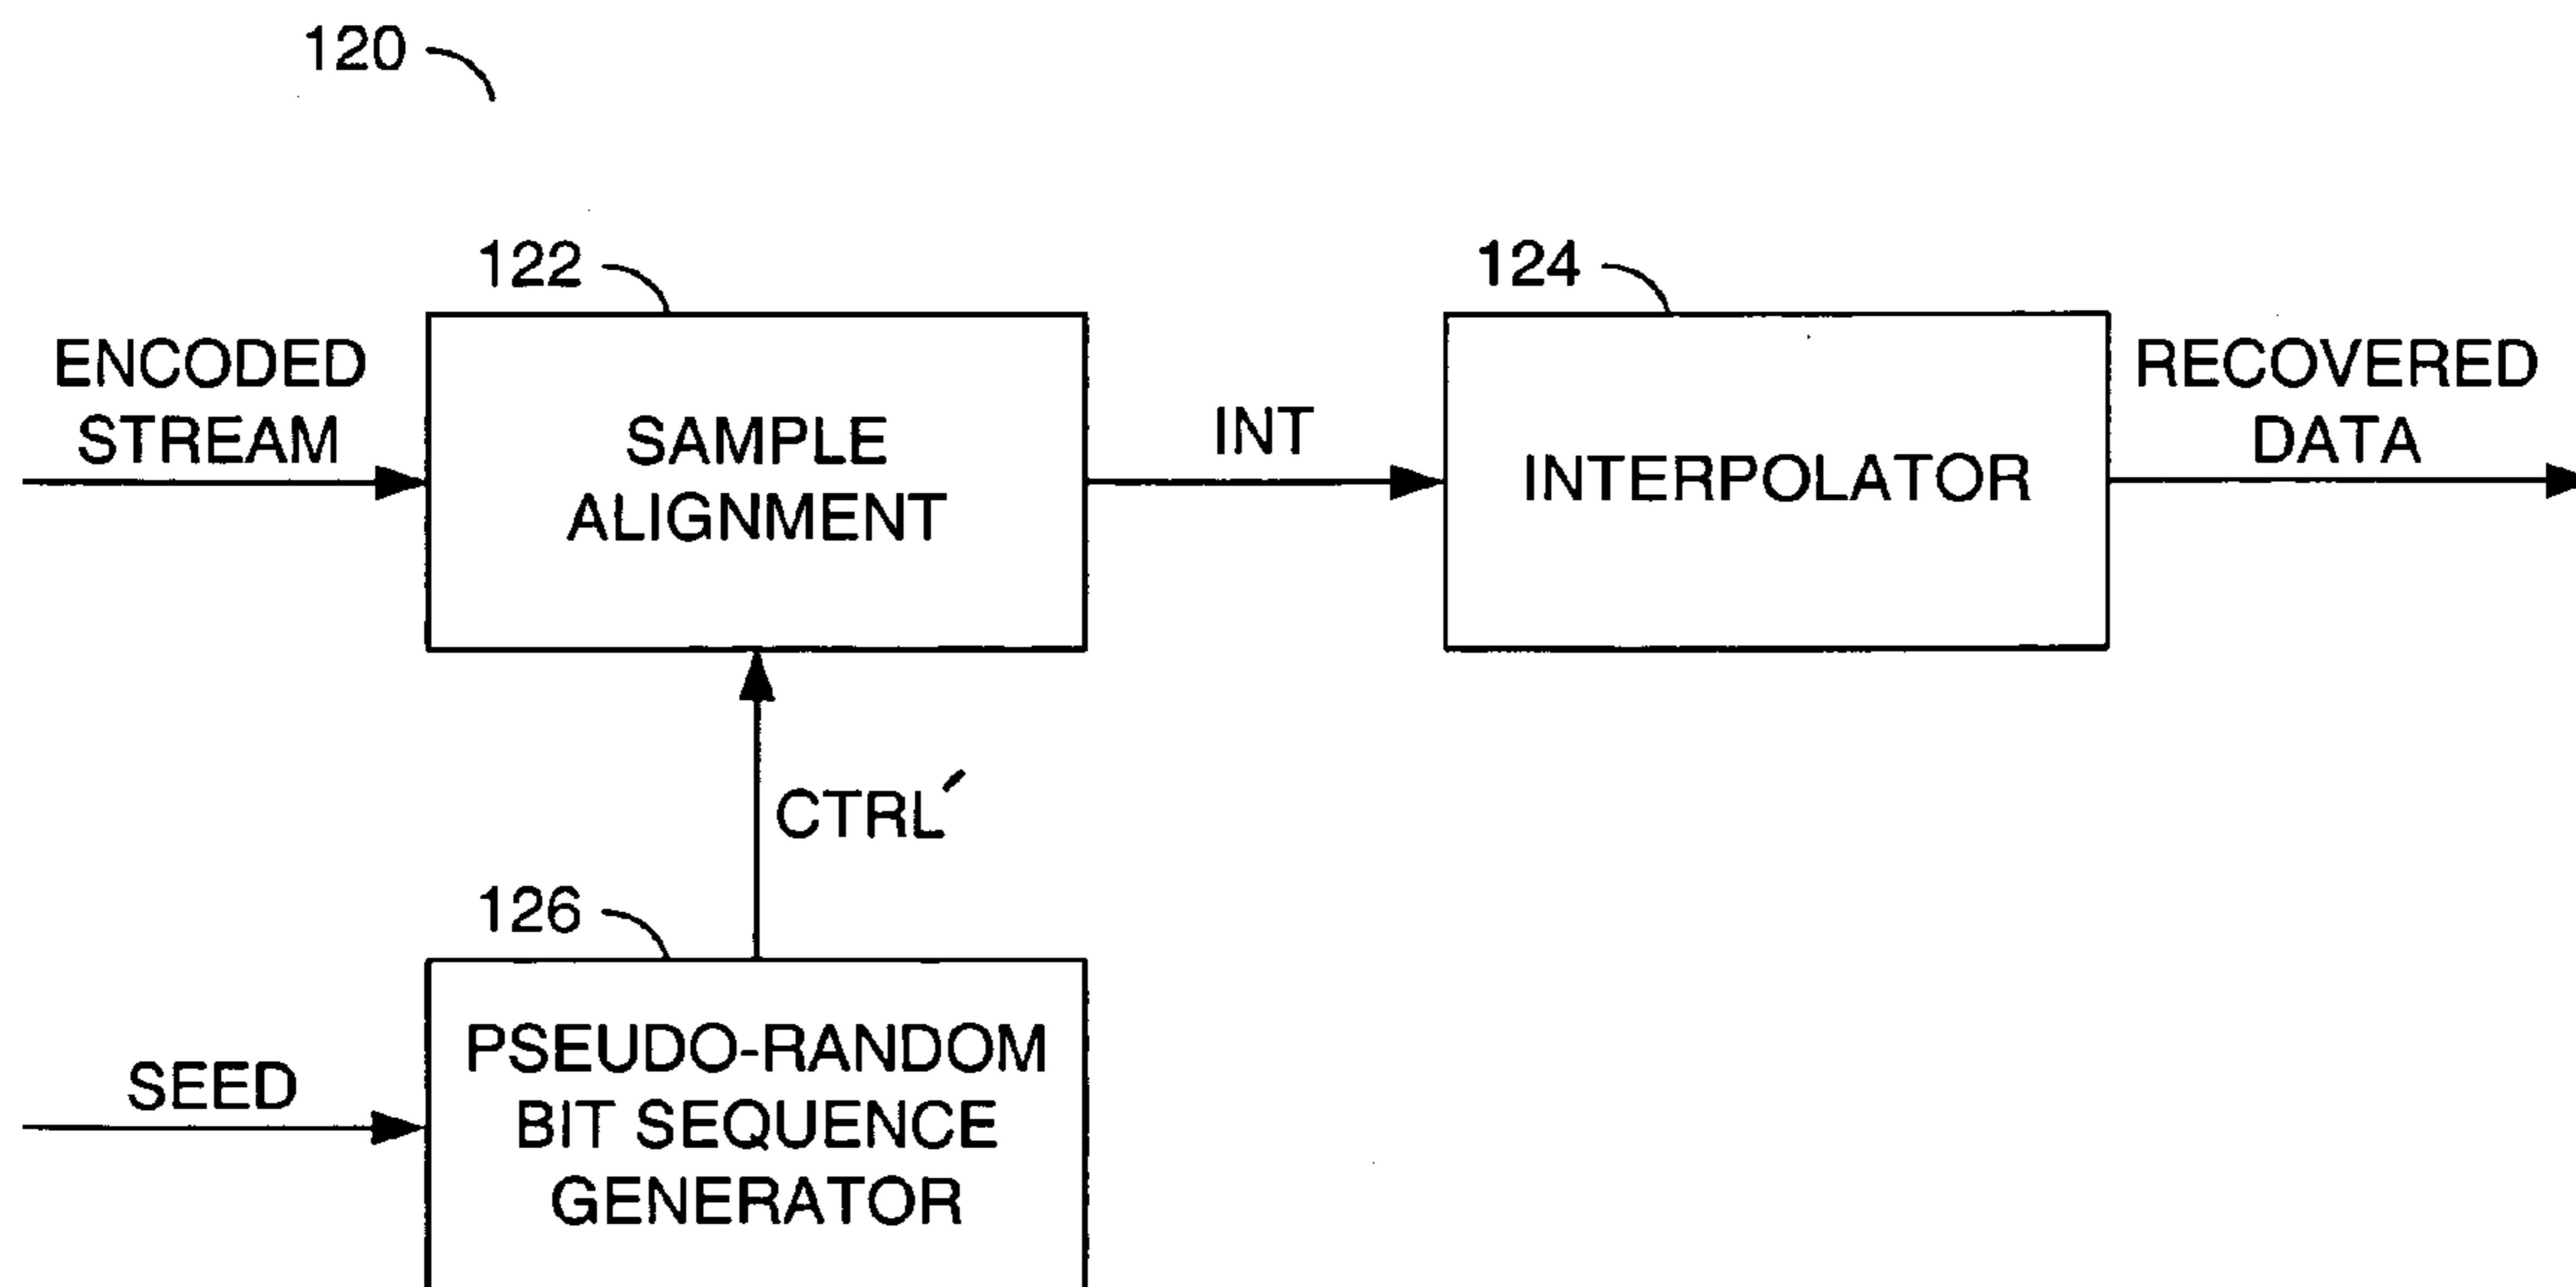 120
122
124
ENCODED
STREAM
SAMPLE
ALIGNMENT
INT
INTERPOLATOR
RECOVERED
DATA
CTRL′
126
SEED
PSEUDO-RANDOM
BIT SEQUENCE
GENERATOR